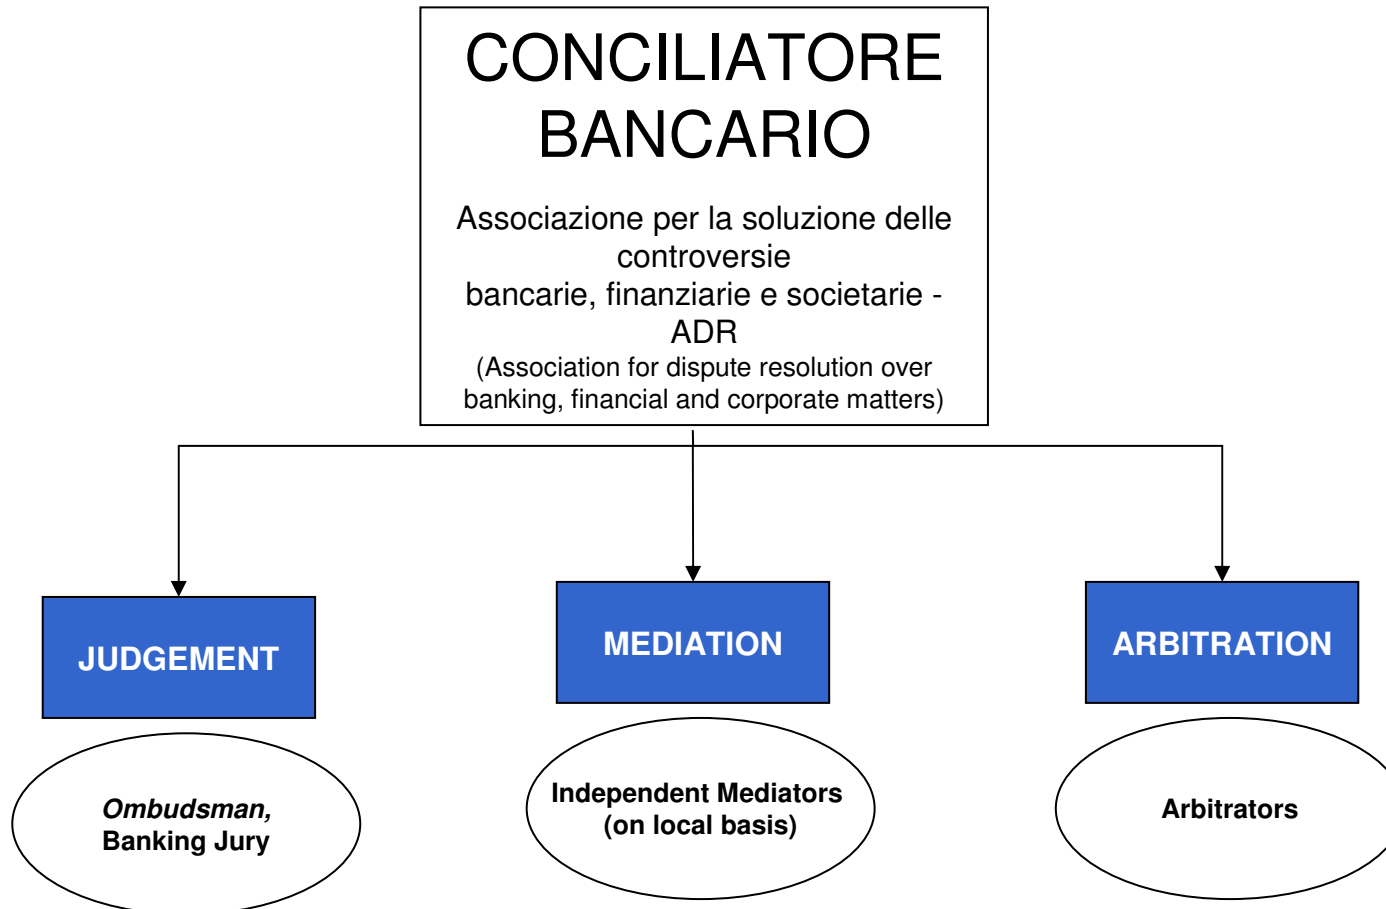 CONCILIATORE
BANCARIO
Associazione per la soluzione delle
controversie
bancarie, finanziarie e societarie -
ADR
(Association for dispute resolution over
banking, financial and corporate matters)
JUDGEMENT
MEDIATION
ARBITRATION
Ombudsman,
Banking Jury
Independent Mediators
(on local basis)
Arbitrators